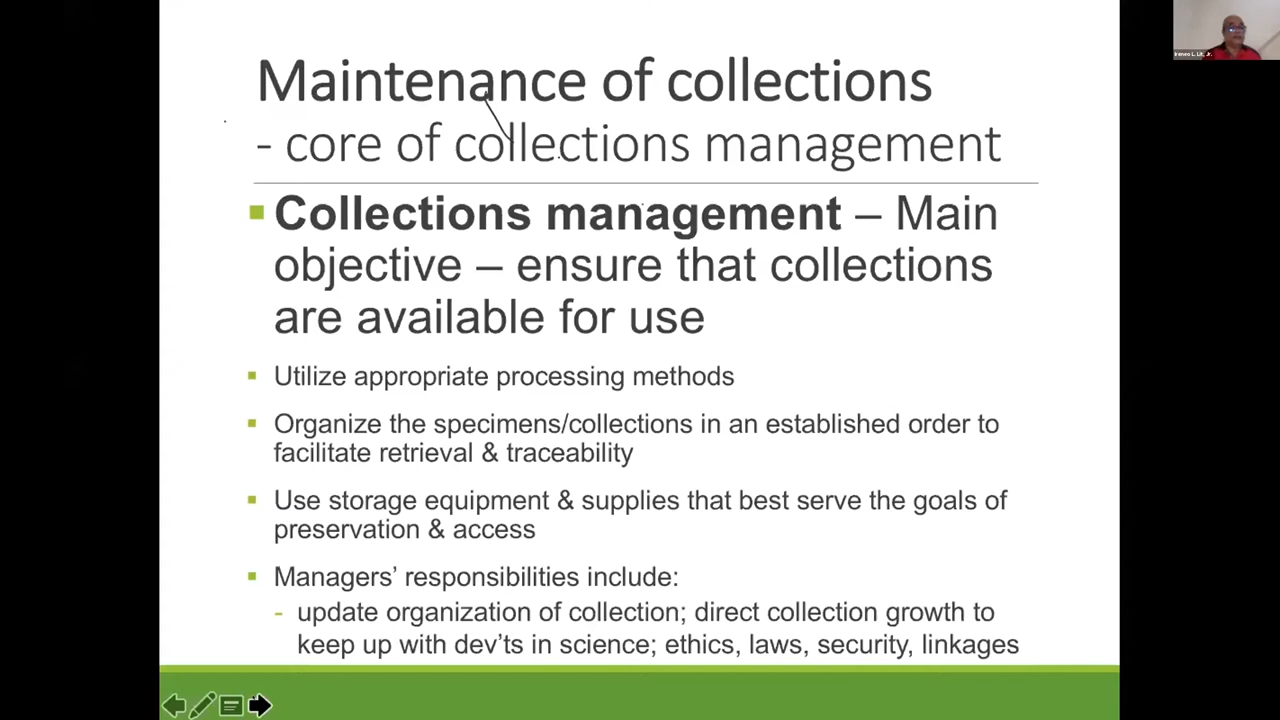 Maintenance of collections
- core of collections management
Collections management – Main
objective – ensure that collections
are available for use
Utilize appropriate processing methods
Organize the specimens/collections in an established order to
facilitate retrieval & traceability
Use storage equipment & supplies that best serve the goals of
preservation & access
Managers’ responsibilities include:
- update organization of collection; direct collection growth to
keep up with dev’ts in science; ethics, laws, security, linkages
Ireneo L. Lit, Jr.